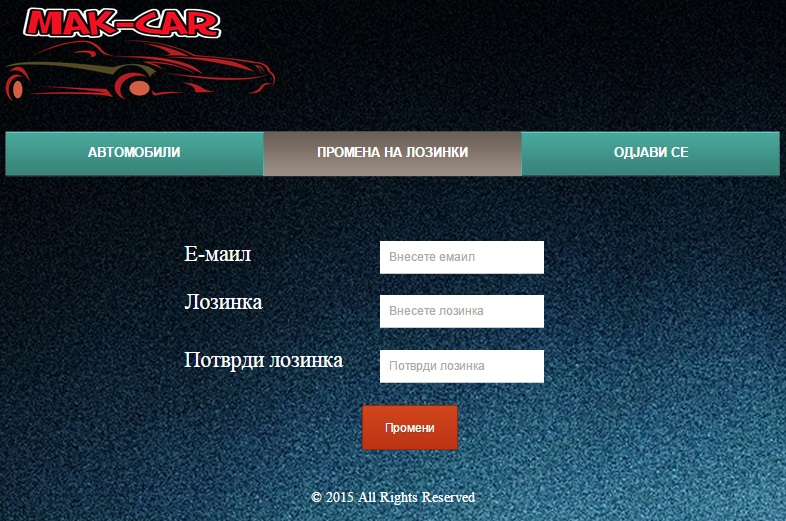 MAK-CAR
АВТОМОБИЛИ ПРОМЕНА НА ЛОЗИНКИ ОДЈАВИ СЕ
Е-маил Внесете емаил
Лозинка Внесете лозинка
Потврди лозинка Потврди лозинка
Промени
© 2015 All Rights Reserved